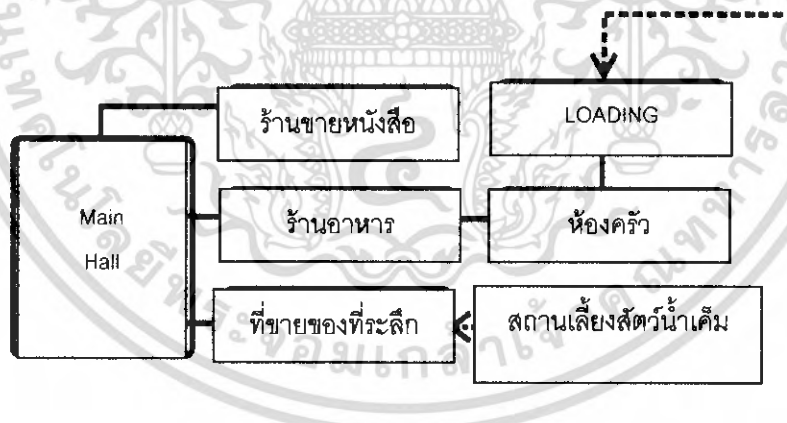 ร้านขายหนังสือ
LOADING
Main
Hall
ร้านอาหาร
ห้องครัว
ที่ขายของที่ระลึก
สถานเลี้ยงสัตว์น้ำเค็ม